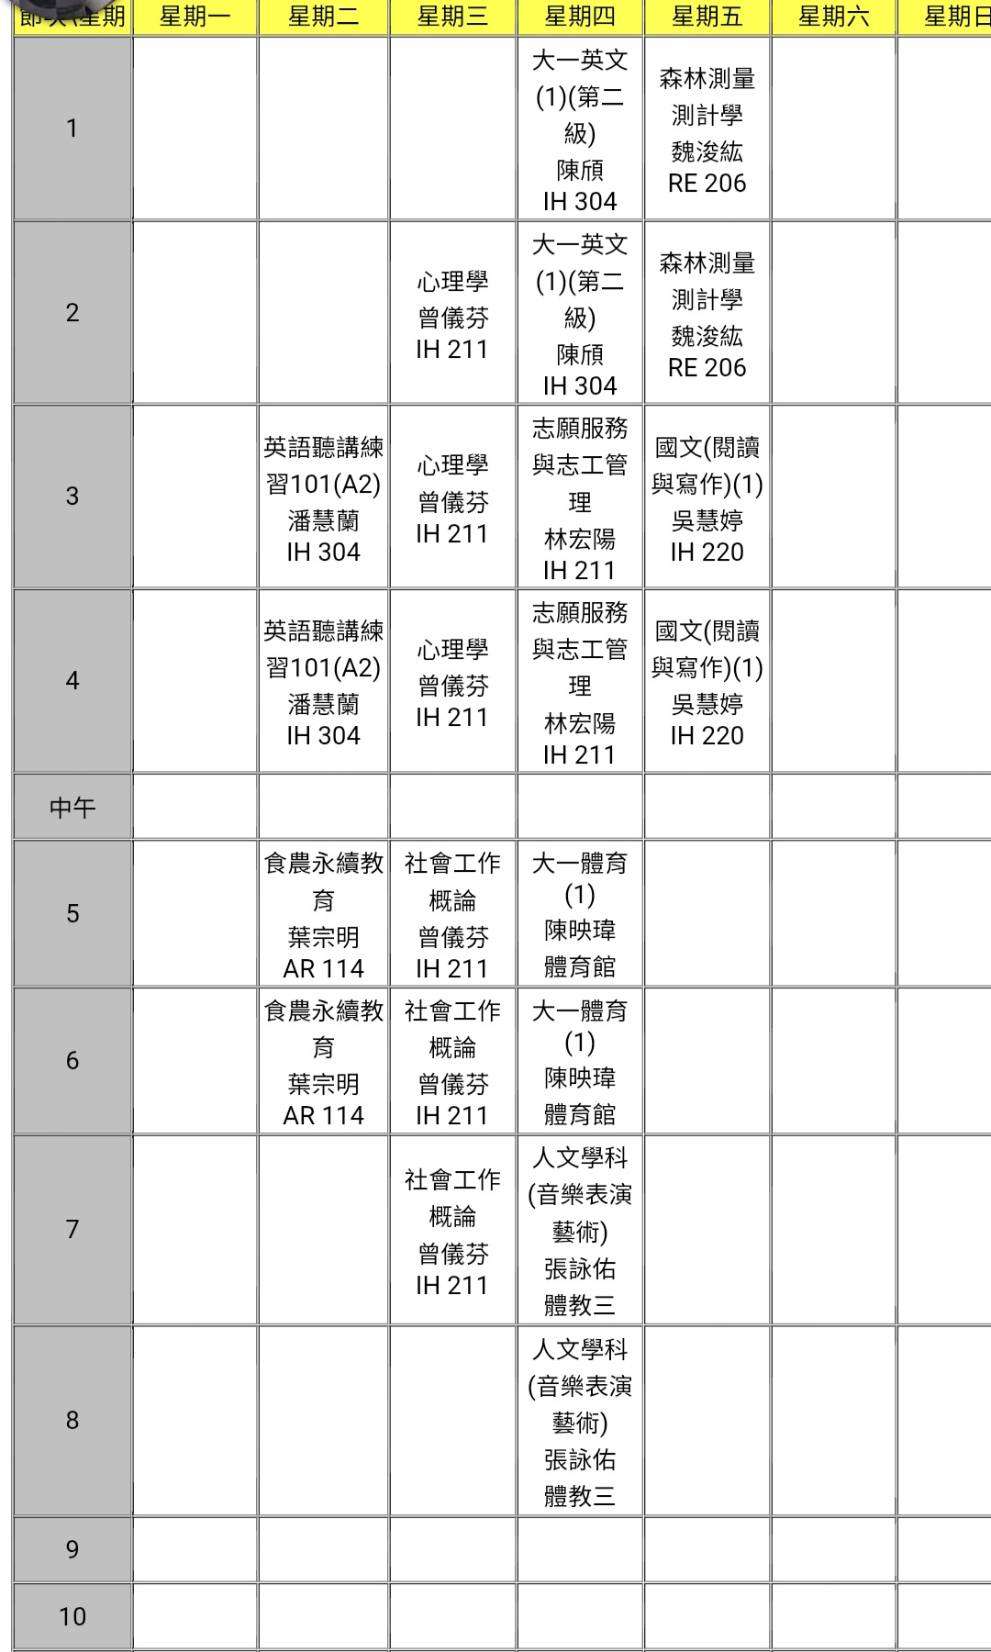 節次\星期 星期一 星期二 星期三 星期四 星期五 星期六 星期日
1
大一英文
(1)(第二
級)
陳頎
IH 304
森林測量
測計學
魏浚紘
RE 206
2
心理學
曾儀芬
IH 211
大一英文
(1)(第二
級)
陳頎
IH 304
森林測量
測計學
魏浚紘
RE 206
3
英語聽講練
習101(A2)
潘慧蘭
IH 304
心理學
曾儀芬
IH 211
志願服務
與志工管
理
林宏陽
IH 211
國文(閱讀
與寫作)(1)
吳慧婷
IH 220
4
英語聽講練
習101(A2)
潘慧蘭
IH 304
心理學
曾儀芬
IH 211
志願服務
與志工管
理
林宏陽
IH 211
國文(閱讀
與寫作)(1)
吳慧婷
IH 220
中午
5
食農永續教
育
葉宗明
AR 114
社會工作
概論
曾儀芬
IH 211
大一體育
(1)
陳映瑋
體育館
6
食農永續教
育
葉宗明
AR 114
社會工作
概論
曾儀芬
IH 211
大一體育
(1)
陳映瑋
體育館
7
社會工作
概論
曾儀芬
IH 211
人文學科
(音樂表演
藝術)
張詠佑
體教三
8
人文學科
(音樂表演
藝術)
張詠佑
體教三
9
10